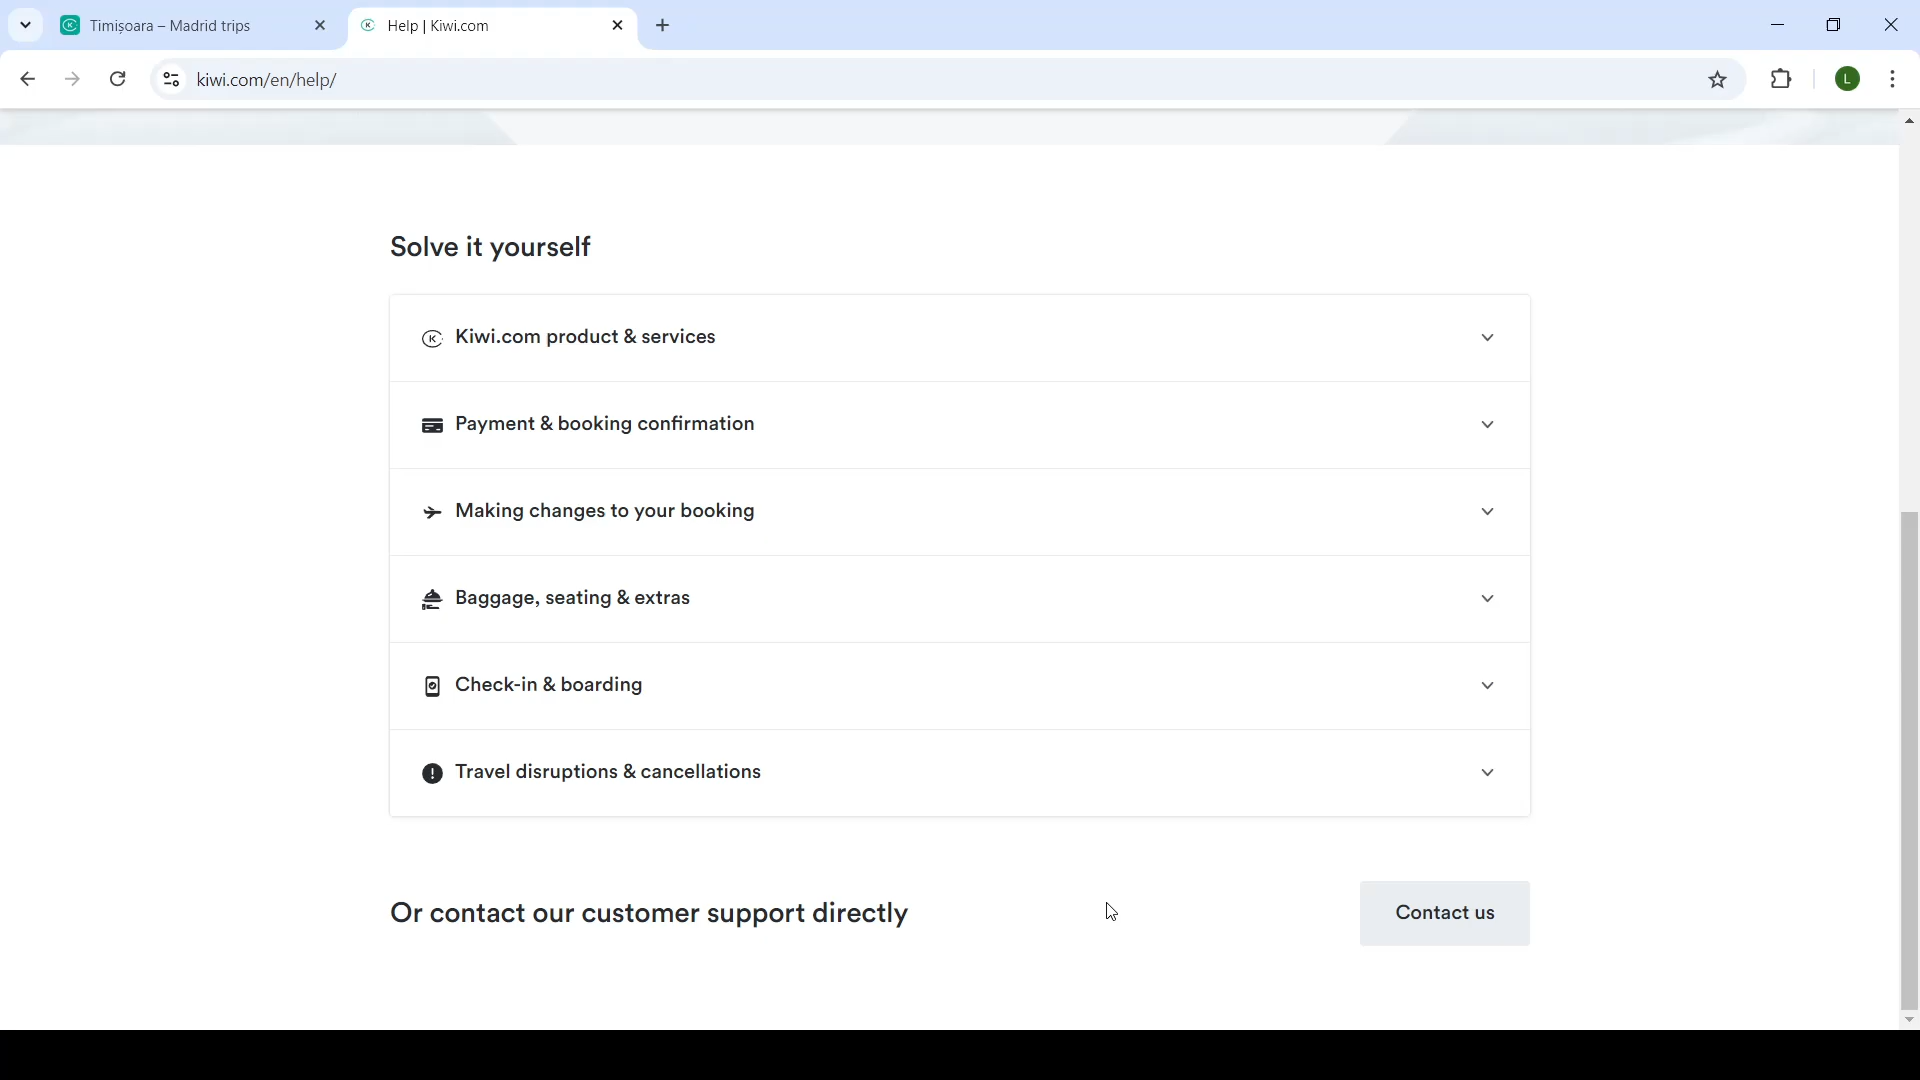 Timișoara – Madrid trips
Help | Kiwi.com
kiwi.com/en/help/
L
Solve it yourself
Kiwi.com product & services
Payment & booking confirmation
Making changes to your booking
Baggage, seating & extras
Check-in & boarding
Travel disruptions & cancellations
Or contact our customer support directly
Contact us